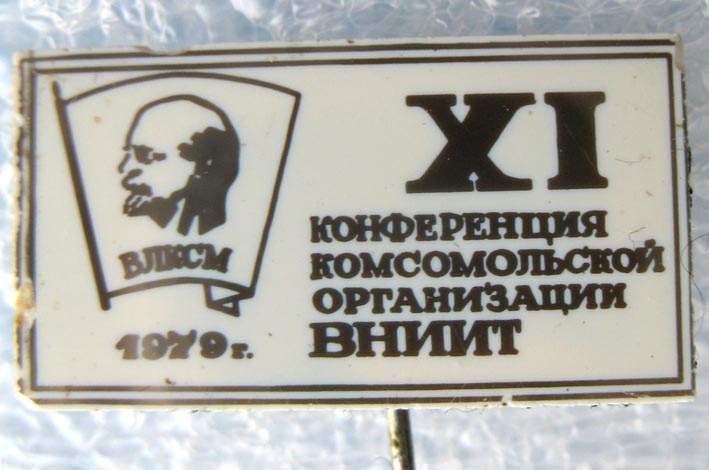 XI
КОНФЕРЕНЦИЯ
КОМСОМОЛЬСКОЙ
ОРГАНИЗАЦИИ
ВНИИТ
ВЛКСМ
1979 г.